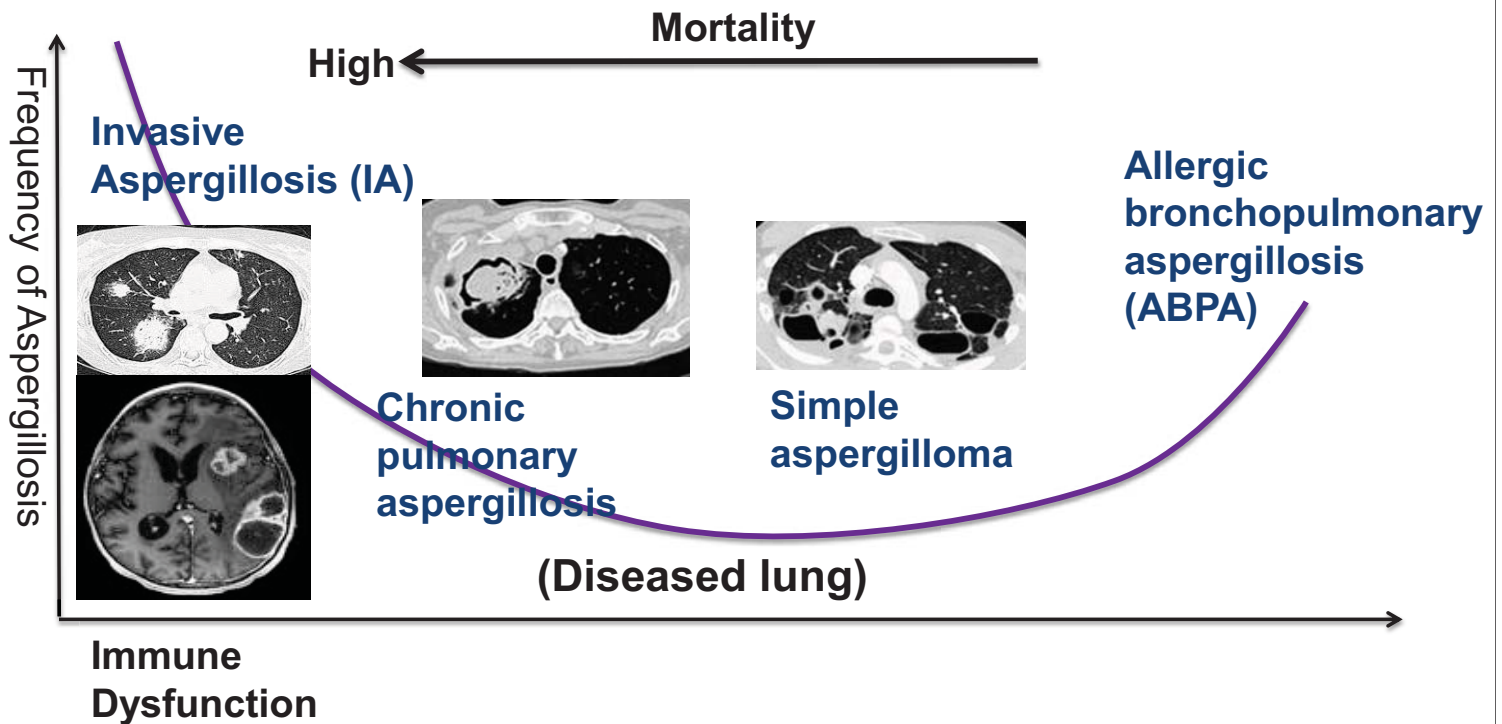 Mortality
High
Frequency of Aspergillosis
Invasive
Aspergillosis (IA)
Allergic
bronchopulmonary
aspergillosis
(ABPA)
Chronic
pulmonary
aspergillosis
Simple
aspergilloma
(Diseased lung)
Immune
Dysfunction